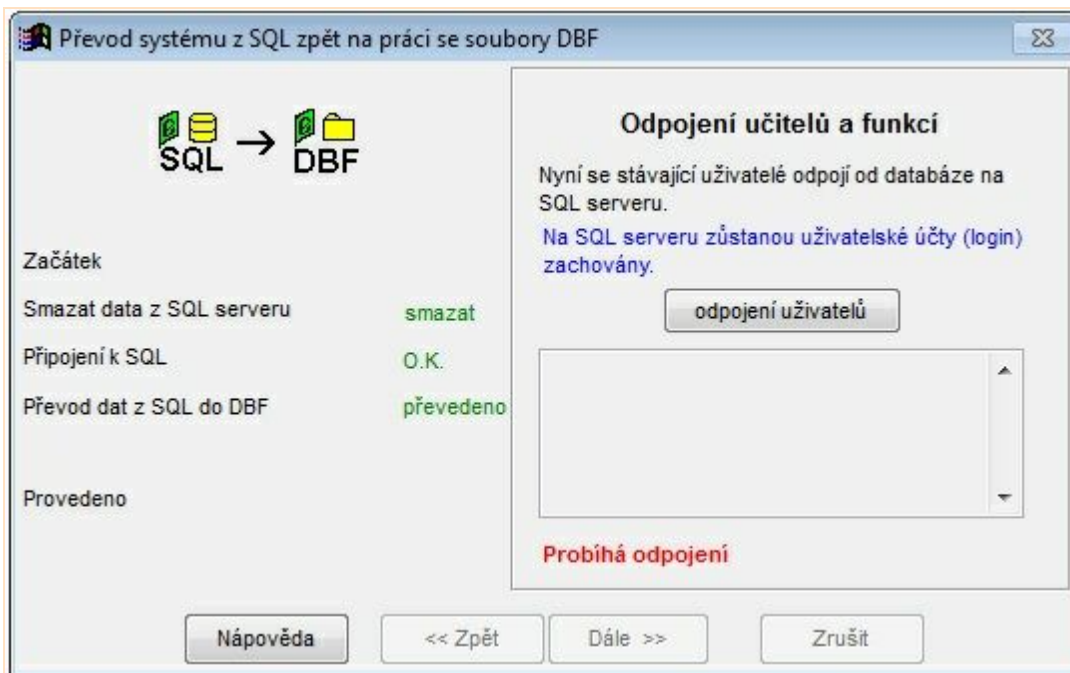 Převod systému z SQL zpět na práci se soubory DBF
SQL → DBF
Začátek
Smazat data z SQL serveru smazat
Připojení k SQL O.K.
Převod dat z SQL do DBF převedeno
Provedeno
Odpojení učitelů a funkcí
Nyní se stávající uživatelé odpojí od databáze na
SQL serveru.
Na SQL serveru zůstanou uživatelské účty (login)
zachovány.
odpojení uživatelů
Probíhá odpojení
Nápověda << Zpět Dále >> Zrušit